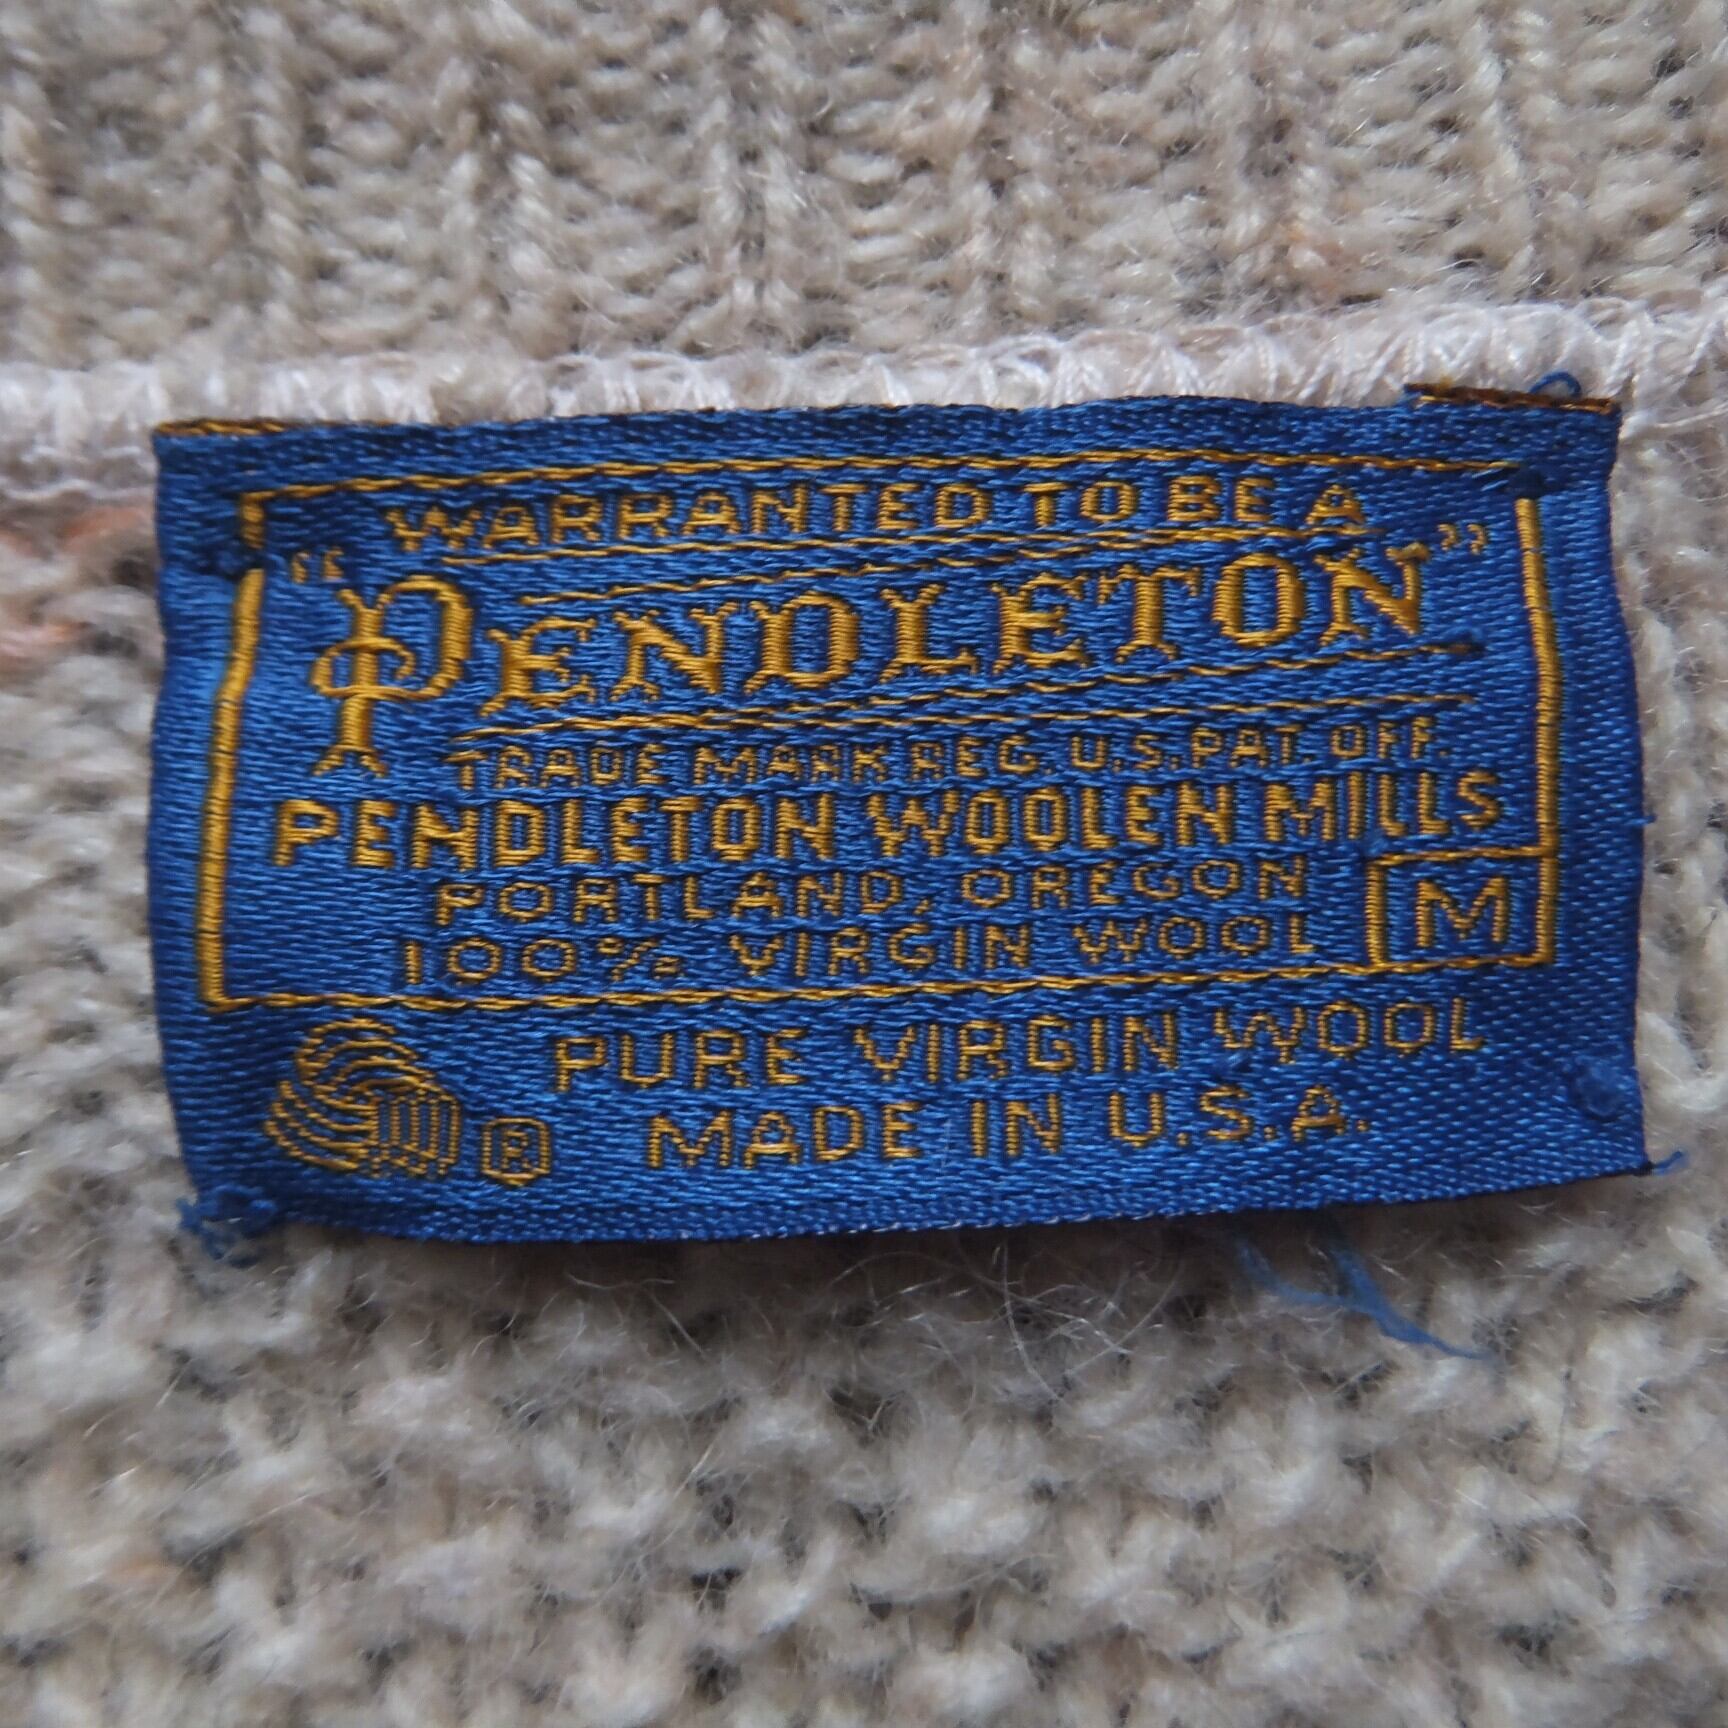 WARRANTED TO BE A
"PENDLETON"
TRADE MARK REG. U.S. PAT. OFF.
PENDLETON WOOLEN MILLS
PORTLAND, OREGON
100% VIRGIN WOOL
M
PURE VIRGIN WOOL
® MADE IN U.S.A.